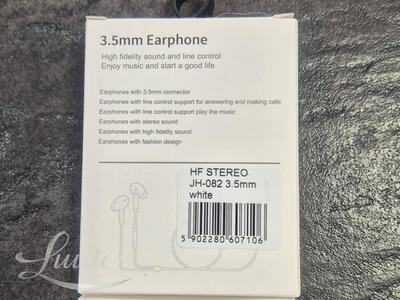 3.5mm Earphone
High fidelity sound and line control
Enjoy music and start a good life
Earphones with 3.5mm connector
Earphones with line control support for answering and making calls
Earphones with line control support play the music
Earphones with stereo sound
Earphones with high fidelity sound
Earphones with fashion design
HF STEREO
JH-082 3.5mm
white
5 902280 607106